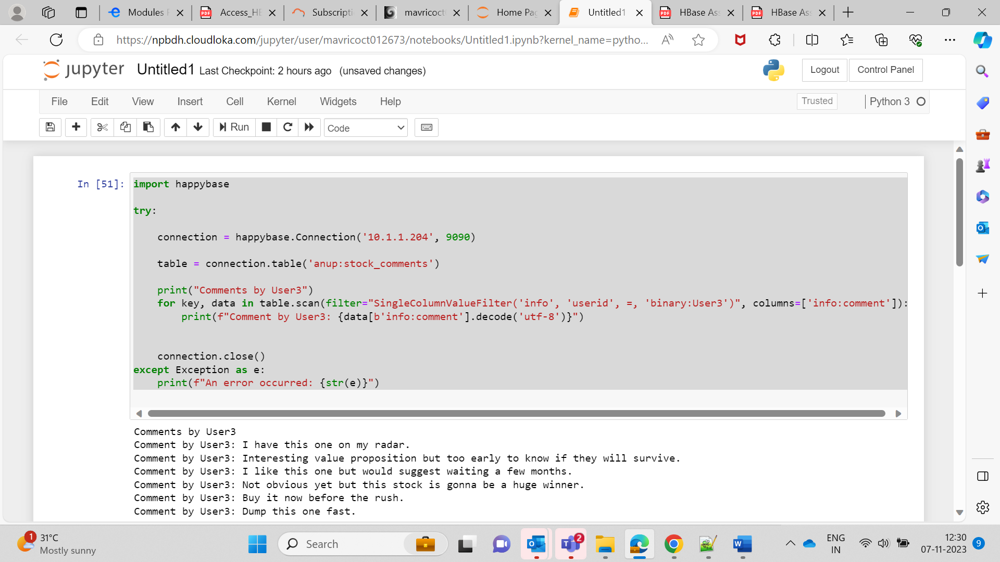 Modules F
Access_HE
Subscripti
mavricoct
Home Pag
Untitled1
HBase Ass
HBase Ass
https://npbdh.cloudloka.com/jupyter/user/mavricoct012673/notebooks/Untitled1.ipynb?kernel_name=pytho...
jupyter Untitled1 Last Checkpoint: 2 hours ago (unsaved changes)
Logout
Control Panel
File Edit View Insert Cell Kernel Widgets Help
Trusted
Python 3
Run
Code
In [51]:
import happybase
try:
connection = happybase.Connection('10.1.1.204', 9090)
table = connection.table('anup:stock_comments')
print("Comments by User3")
for key, data in table.scan(filter="SingleColumnValueFilter('info', 'userid', =, 'binary:User3')", columns=['info:comment']):
print(f"Comment by User3: {data[b'info:comment'].decode('utf-8')}")
connection.close()
except Exception as e:
print(f"An error occurred: {str(e)}")
Comments by User3
Comment by User3: I have this one on my radar.
Comment by User3: Interesting value proposition but too early to know if they will survive.
Comment by User3: I like this one but would suggest waiting a few months.
Comment by User3: Not obvious yet but this stock is gonna be a huge winner.
Comment by User3: Buy it now before the rush.
Comment by User3: Dump this one fast.
1
31°C
Mostly sunny
Search
2
ENG
IN
12:30
07-11-2023
9